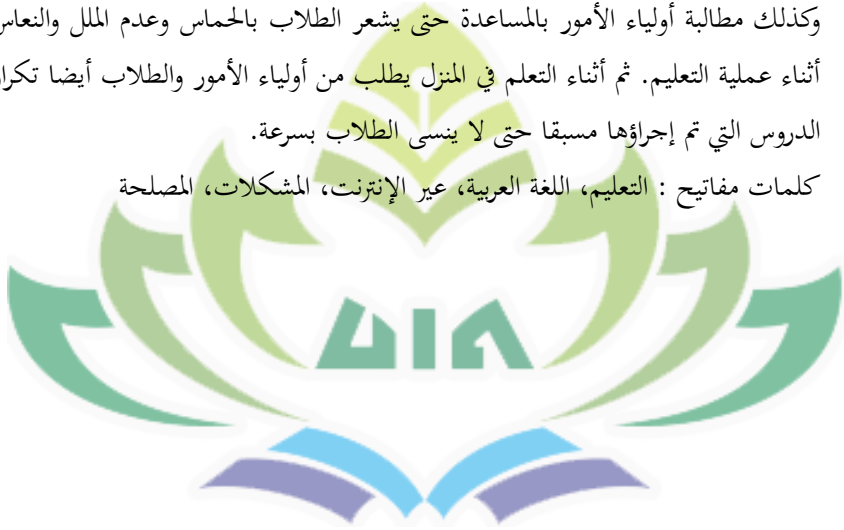 وكذلك مطالبة أولياء الأمور بالمساعدة حتى يشعر الطلاب بالحماس وعدم الملل والنعاس
أثناء عملية التعليم. ثم أثناء التعلم في المنزل يطلب من أولياء الأمور والطلاب أيضا تكرا
الدروس التي تم إجراؤها مسبقا حتى لا ينسى الطلاب بسرعة.
كلمات مفاتيح : التعليم، اللغة العربية، عير الإنترنت، المشكلات، المصلحة